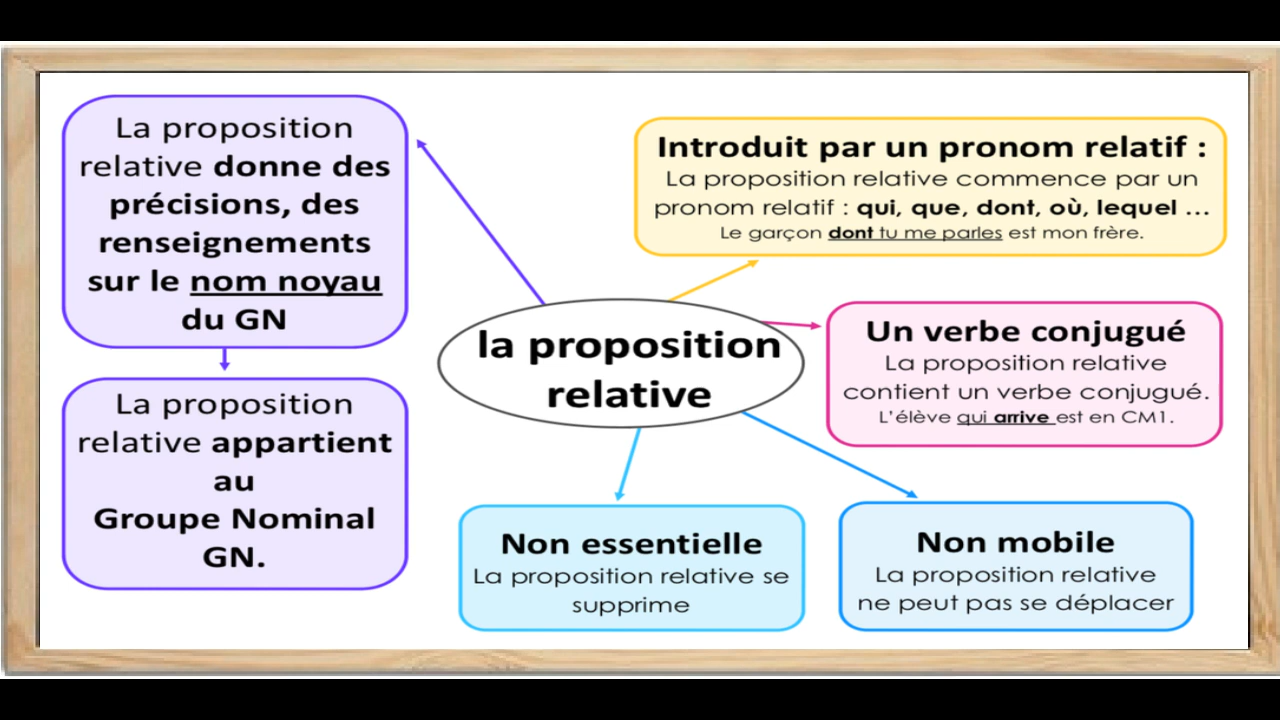 La proposition
relative donne des
précisions, des
renseignements
sur le nom noyau
du GN
La proposition
relative appartient
au
Groupe Nominal
GN.
la proposition
relative
Introduit par un pronom relatif :
La proposition relative commence par un
pronom relatif : qui, que, dont, où, lequel ...
Le garçon dont tu me parles est mon frère.
Un verbe conjugué
La proposition relative
contient un verbe conjugué.
L'élève qui arrive est en CM1.
Non essentielle
La proposition relative se
supprime
Non mobile
La proposition relative
ne peut pas se déplacer